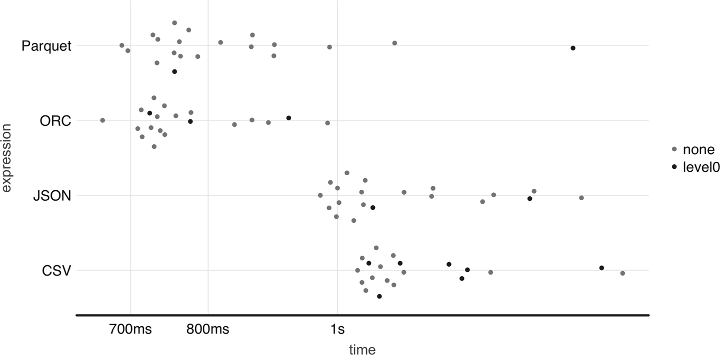 Parquet
ORC
JSON
CSV
expression
700ms
800ms
1s
time
none
level0